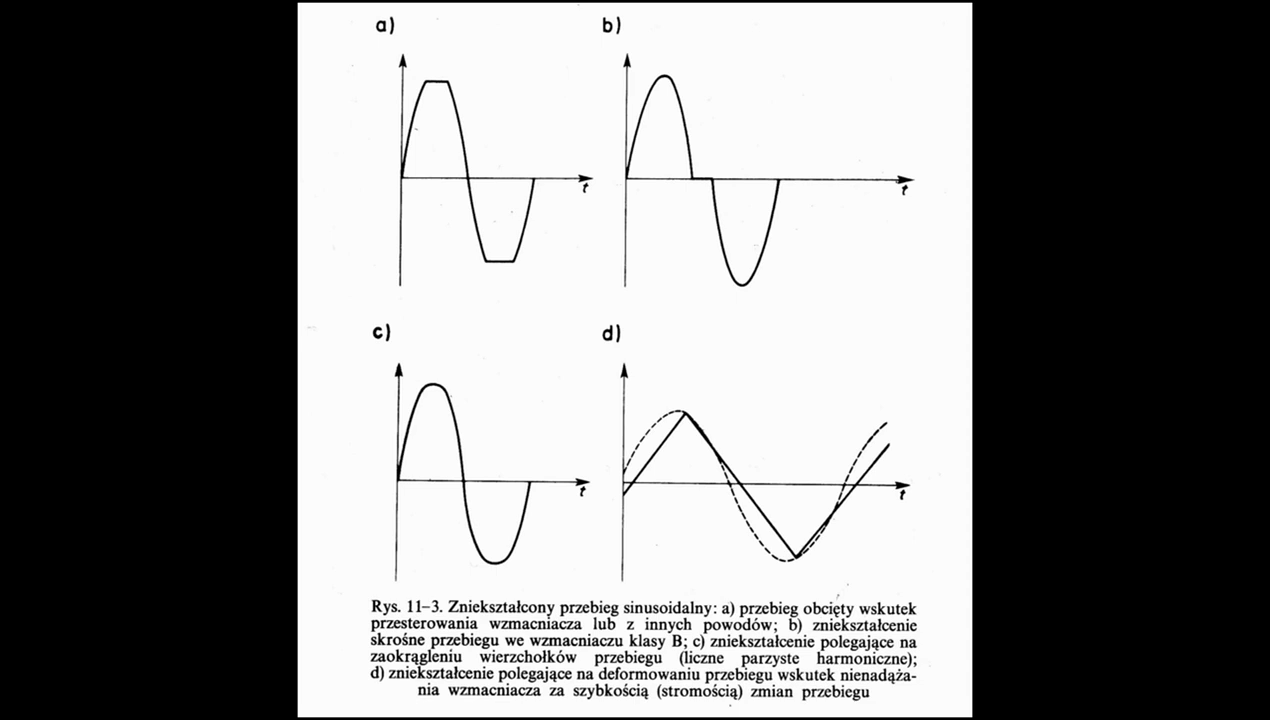 a)
b)
t
t
c)
d)
t
t
Rys. 11–3. Zniekształcony przebieg sinusoidalny: a) przebieg obcięty wskutek
przesterowania wzmacniacza lub z innych powodów; b) zniekształcenie
skrośne przebiegu we wzmacniaczu klasy B; c) zniekształcenie polegające na
zaokrągleniu wierzchołków przebiegu (liczne parzyste harmoniczne);
d) zniekształcenie polegające na deformowaniu przebiegu wskutek nienadąża-
nia wzmacniacza za szybkością (stromością) zmian przebiegu